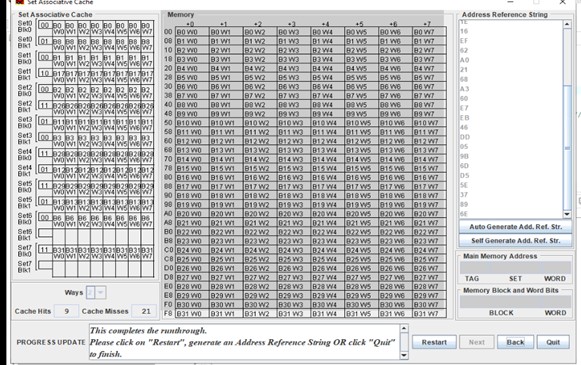 Set Associative Cache
Set Associative Cache
Set0 Blk0 00 B0 B0 B0 B0 B0 B0 B0 B0
W0 W1 W2 W3 W4 W5 W6 W7
Set0 Blk1 01 B8 B8 B8 B8 B8 B8 B8 B8
W0 W1 W2 W3 W4 W5 W6 W7
Set1 Blk0 00 B1 B1 B1 B1 B1 B1 B1 B1
W0 W1 W2 W3 W4 W5 W6 W7
Set1 Blk1 10 B17 B17 B17 B17 B17 B17 B17 B17
W0 W1 W2 W3 W4 W5 W6 W7
Set2 Blk0 00 B2 B2 B2 B2 B2 B2 B2 B2
W0 W1 W2 W3 W4 W5 W6 W7
Set2 Blk1 11 B26 B26 B26 B26 B26 B26 B26 B26
W0 W1 W2 W3 W4 W5 W6 W7
Set3 Blk0 01 B11 B11 B11 B11 B11 B11 B11 B11
W0 W1 W2 W3 W4 W5 W6 W7
Set3 Blk1 00 B3 B3 B3 B3 B3 B3 B3 B3
W0 W1 W2 W3 W4 W5 W6 W7
Set4 Blk0 11 B28 B28 B28 B28 B28 B28 B28 B28
W0 W1 W2 W3 W4 W5 W6 W7
Set4 Blk1 01 B12 B12 B12 B12 B12 B12 B12 B12
W0 W1 W2 W3 W4 W5 W6 W7
Set5 Blk0 11 B29 B29 B29 B29 B29 B29 B29 B29
W0 W1 W2 W3 W4 W5 W6 W7
Set5 Blk1 01 B13 B13 B13 B13 B13 B13 B13 B13
W0 W1 W2 W3 W4 W5 W6 W7
Set6 Blk0 00 B6 B6 B6 B6 B6 B6 B6 B6
W0 W1 W2 W3 W4 W5 W6 W7
Set6 Blk1
Set7 Blk0 11 B31 B31 B31 B31 B31 B31 B31 B31
W0 W1 W2 W3 W4 W5 W6 W7
Set7 Blk1
Ways 2
Cache Hits 9 Cache Misses 21
Memory
+0 +1 +2 +3 +4 +5 +6 +7
00 B0 W0 B0 W1 B0 W2 B0 W3 B0 W4 B0 W5 B0 W6 B0 W7
08 B1 W0 B1 W1 B1 W2 B1 W3 B1 W4 B1 W5 B1 W6 B1 W7
10 B2 W0 B2 W1 B2 W2 B2 W3 B2 W4 B2 W5 B2 W6 B2 W7
18 B3 W0 B3 W1 B3 W2 B3 W3 B3 W4 B3 W5 B3 W6 B3 W7
20 B4 W0 B4 W1 B4 W2 B4 W3 B4 W4 B4 W5 B4 W6 B4 W7
28 B5 W0 B5 W1 B5 W2 B5 W3 B5 W4 B5 W5 B5 W6 B5 W7
30 B6 W0 B6 W1 B6 W2 B6 W3 B6 W4 B6 W5 B6 W6 B6 W7
38 B7 W0 B7 W1 B7 W2 B7 W3 B7 W4 B7 W5 B7 W6 B7 W7
40 B8 W0 B8 W1 B8 W2 B8 W3 B8 W4 B8 W5 B8 W6 B8 W7
48 B9 W0 B9 W1 B9 W2 B9 W3 B9 W4 B9 W5 B9 W6 B9 W7
50 B10 W0 B10 W1 B10 W2 B10 W3 B10 W4 B10 W5 B10 W6 B10 W7
58 B11 W0 B11 W1 B11 W2 B11 W3 B11 W4 B11 W5 B11 W6 B11 W7
60 B12 W0 B12 W1 B12 W2 B12 W3 B12 W4 B12 W5 B12 W6 B12 W7
68 B13 W0 B13 W1 B13 W2 B13 W3 B13 W4 B13 W5 B13 W6 B13 W7
70 B14 W0 B14 W1 B14 W2 B14 W3 B14 W4 B14 W5 B14 W6 B14 W7
78 B15 W0 B15 W1 B15 W2 B15 W3 B15 W4 B15 W5 B15 W6 B15 W7
80 B16 W0 B16 W1 B16 W2 B16 W3 B16 W4 B16 W5 B16 W6 B16 W7
88 B17 W0 B17 W1 B17 W2 B17 W3 B17 W4 B17 W5 B17 W6 B17 W7
90 B18 W0 B18 W1 B18 W2 B18 W3 B18 W4 B18 W5 B18 W6 B18 W7
98 B19 W0 B19 W1 B19 W2 B19 W3 B19 W4 B19 W5 B19 W6 B19 W7
A0 B20 W0 B20 W1 B20 W2 B20 W3 B20 W4 B20 W5 B20 W6 B20 W7
A8 B21 W0 B21 W1 B21 W2 B21 W3 B21 W4 B21 W5 B21 W6 B21 W7
B0 B22 W0 B22 W1 B22 W2 B22 W3 B22 W4 B22 W5 B22 W6 B22 W7
B8 B23 W0 B23 W1 B23 W2 B23 W3 B23 W4 B23 W5 B23 W6 B23 W7
C0 B24 W0 B24 W1 B24 W2 B24 W3 B24 W4 B24 W5 B24 W6 B24 W7
C8 B25 W0 B25 W1 B25 W2 B25 W3 B25 W4 B25 W5 B25 W6 B25 W7
D0 B26 W0 B26 W1 B26 W2 B26 W3 B26 W4 B26 W5 B26 W6 B26 W7
D8 B27 W0 B27 W1 B27 W2 B27 W3 B27 W4 B27 W5 B27 W6 B27 W7
E0 B28 W0 B28 W1 B28 W2 B28 W3 B28 W4 B28 W5 B28 W6 B28 W7
E8 B29 W0 B29 W1 B29 W2 B29 W3 B29 W4 B29 W5 B29 W6 B29 W7
F0 B30 W0 B30 W1 B30 W2 B30 W3 B30 W4 B30 W5 B30 W6 B30 W7
F8 B31 W0 B31 W1 B31 W2 B31 W3 B31 W4 B31 W5 B31 W6 B31 W7
Address Reference String
16
EF
62
A0
21
68
A3
60
E7
EB
46
DD
95
9B
6D
D5
5E
37
89
Auto Generate Add. Ref. Str.
Self Generate Add. Ref. Str.
Main Memory Address
TAG SET WORD
Memory Block and Word Bits
BLOCK WORD
PROGRESS UPDATE
This completes the runthrough.
Please click on "Restart", generate an Address Reference String OR click "Quit"
to finish.
Restart Next Back Quit